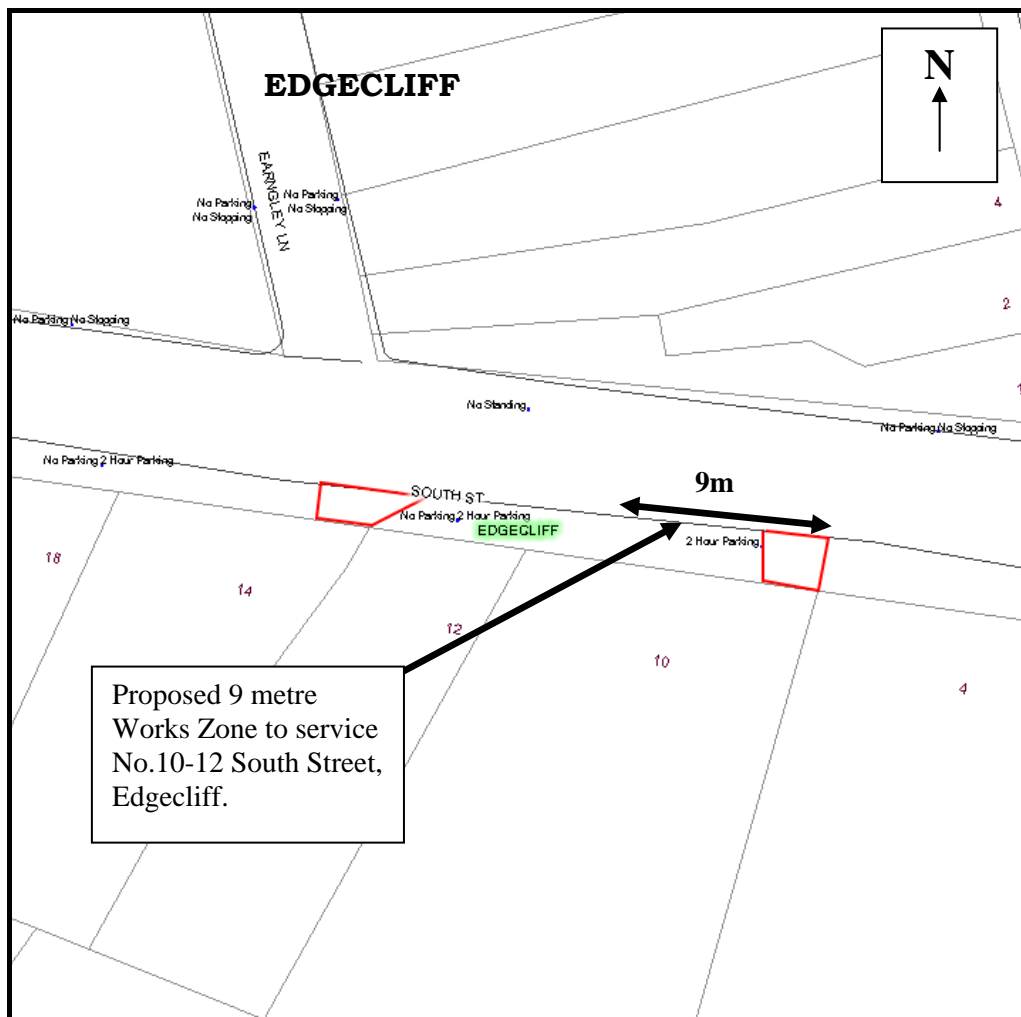 EDGECLIFF
N
EARNGLEY LN
No Parking
No Stopping
No Parking
No Stopping
4
2
No Parking No Stopping
1
No Standing
No Parking No Stopping
No Parking 2 Hour Parking
SOUTH ST
9m
No Parking 2 Hour Parking
EDGECLIFF
2 Hour Parking
18
14
12
10
4
Proposed 9 metre
Works Zone to service
No.10-12 South Street,
Edgecliff.